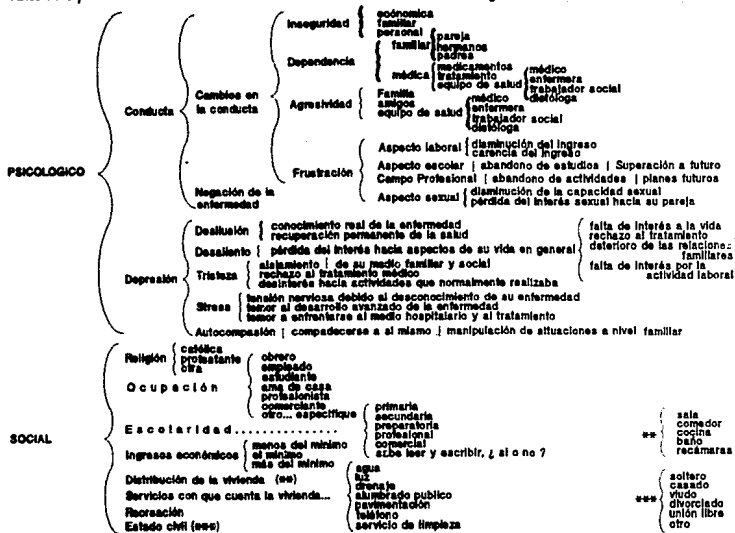 PSICOLOGICO
Conducta
Cambios en
la conducta
Inseguridad
ecónomica
familiar
personal
Dependencia
familiar
pareja
hermanos
padres
médica
medicamentos
tratamiento
equipo de salud
médico
enfermera
trabajador social
dietóloga
Agresividad
Familia
amigos
equipo de salud
médico
enfermera
trabajador social
dietóloga
Frustración
Aspecto laboral
disminución del ingreso
carencia del ingreso
Aspecto escolar | abandono de estudios | Superación a futuro
Campo Profesional | abandono de actividades | planes futuros
Aspecto sexual
disminución de la capacidad sexual
pérdida del interés sexual hacia su pareja
Negación de la
enfermedad
Depresión
Desilusión
conocimiento real de la enfermedad
recuperación permanente de la salud
Desaliento
pérdida del interés hacia aspectos de su vida en general
falta de interés a la vida
rechazo al tratamiento
deterioro de las relaciones
familiares
falta de interés por la
actividad laboral
Tristeza
aislamiento | de su medio familiar y social
rechazo al tratamiento médico
desinterés hacia actividades que normalmente realizaba
Stress
tensión nerviosa debido al desconocimiento de su enfermedad
temor al desarrollo avanzado de la enfermedad
temor a enfrentarse al medio hospitalario y al tratamiento
Autocompasión | compadecerse a si mismo | manipulación de situaciones a nivel familiar
SOCIAL
Religión
católica
protestante
otra
Ocupación
obrero
empleado
estudiante
ama de casa
profesionista
comerciante
otro... especifique
Escolaridad...............
primaria
secundaria
preparatoria
profesional
comercial
sabe leer y escribir, ¿ si o no ?
Ingresos económicos
menos del minimo
el minimo
más del minimo
Distribución de la vivienda (**)
Servicios con que cuenta la vivienda...
agua
luz
drenaje
alumbrado publico
pavimentación
teléfono
servicio de limpieza
Recreación
Estado civil (***)
**
sala
comedor
cocina
baño
recámaras
***
soltero
casado
viudo
divorciado
unión libre
otro